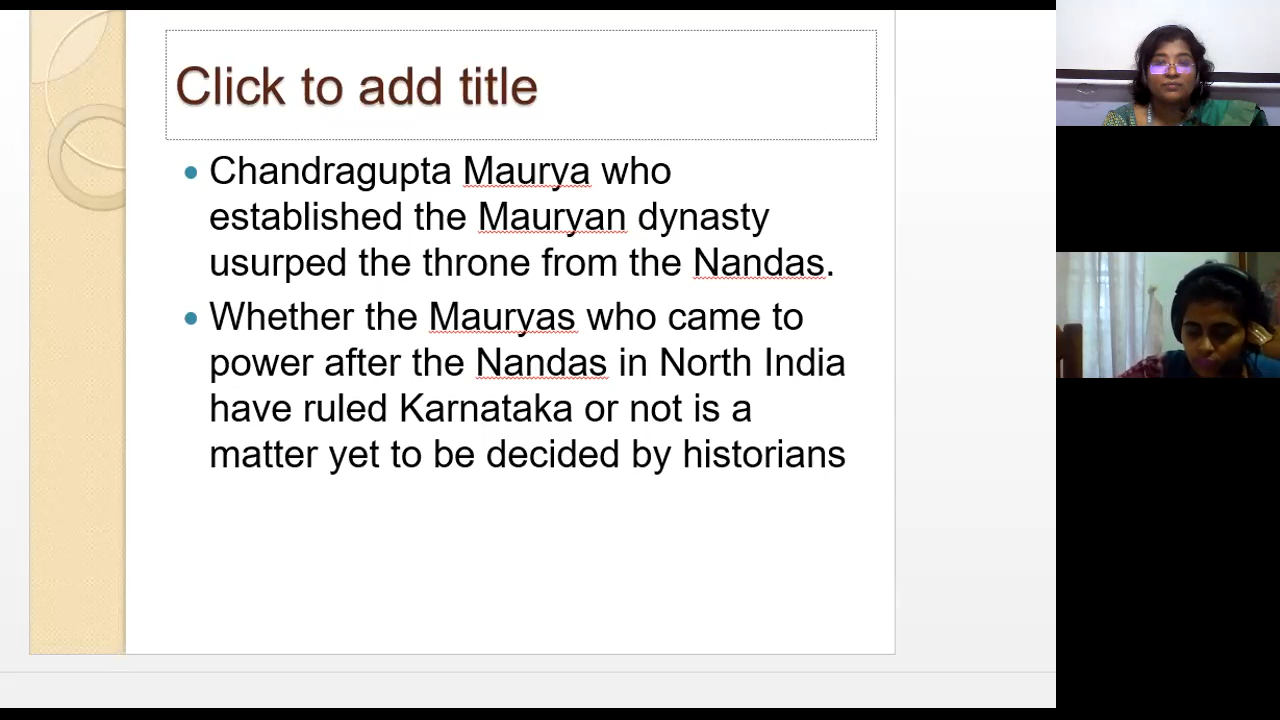 Click to add title
Chandragupta Maurya who
established the Mauryan dynasty
usurped the throne from the Nandas.
Whether the Mauryas who came to
power after the Nandas in North India
have ruled Karnataka or not is a
matter yet to be decided by historians